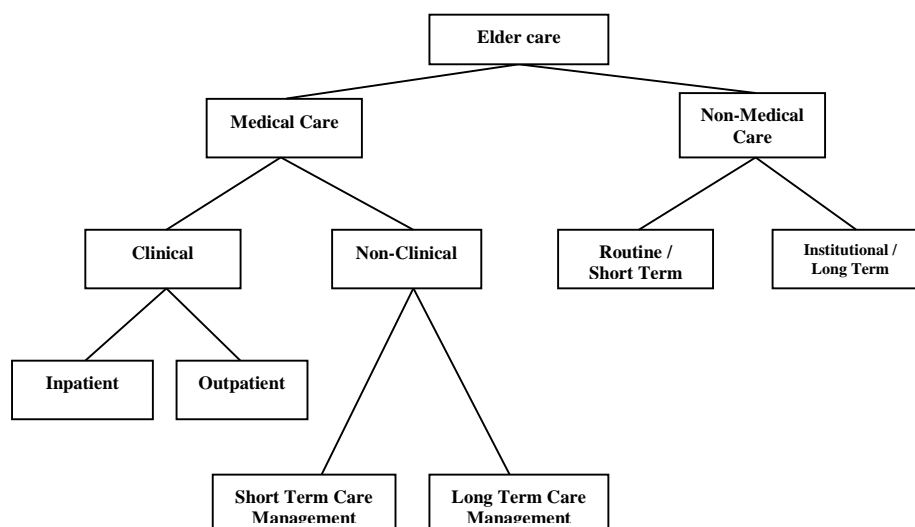 Elder care
Medical Care
Non-Medical
Care
Clinical
Non-Clinical
Routine /
Short Term
Institutional /
Long Term
Inpatient
Outpatient
Short Term Care
Management
Long Term Care
Management